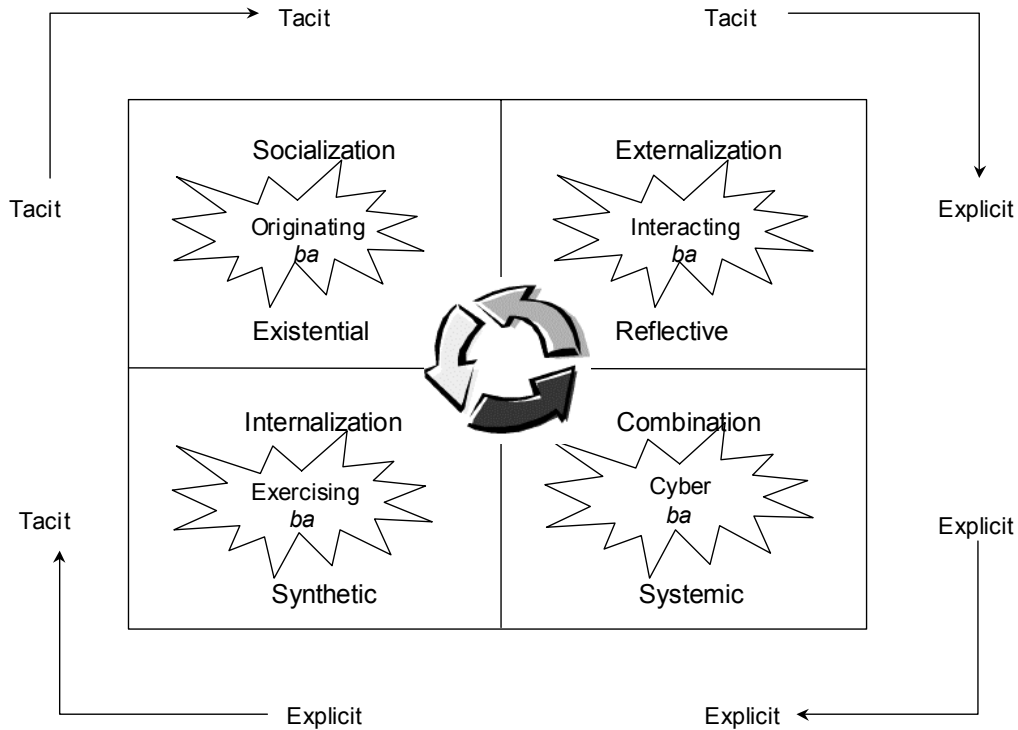 Tacit
Tacit
Socialization
Externalization
Tacit
Originating
ba
Interacting
ba
Explicit
Existential
Reflective
Internalization
Combination
Exercising
ba
Cyber
ba
Tacit
Explicit
Synthetic
Systemic
Explicit
Explicit